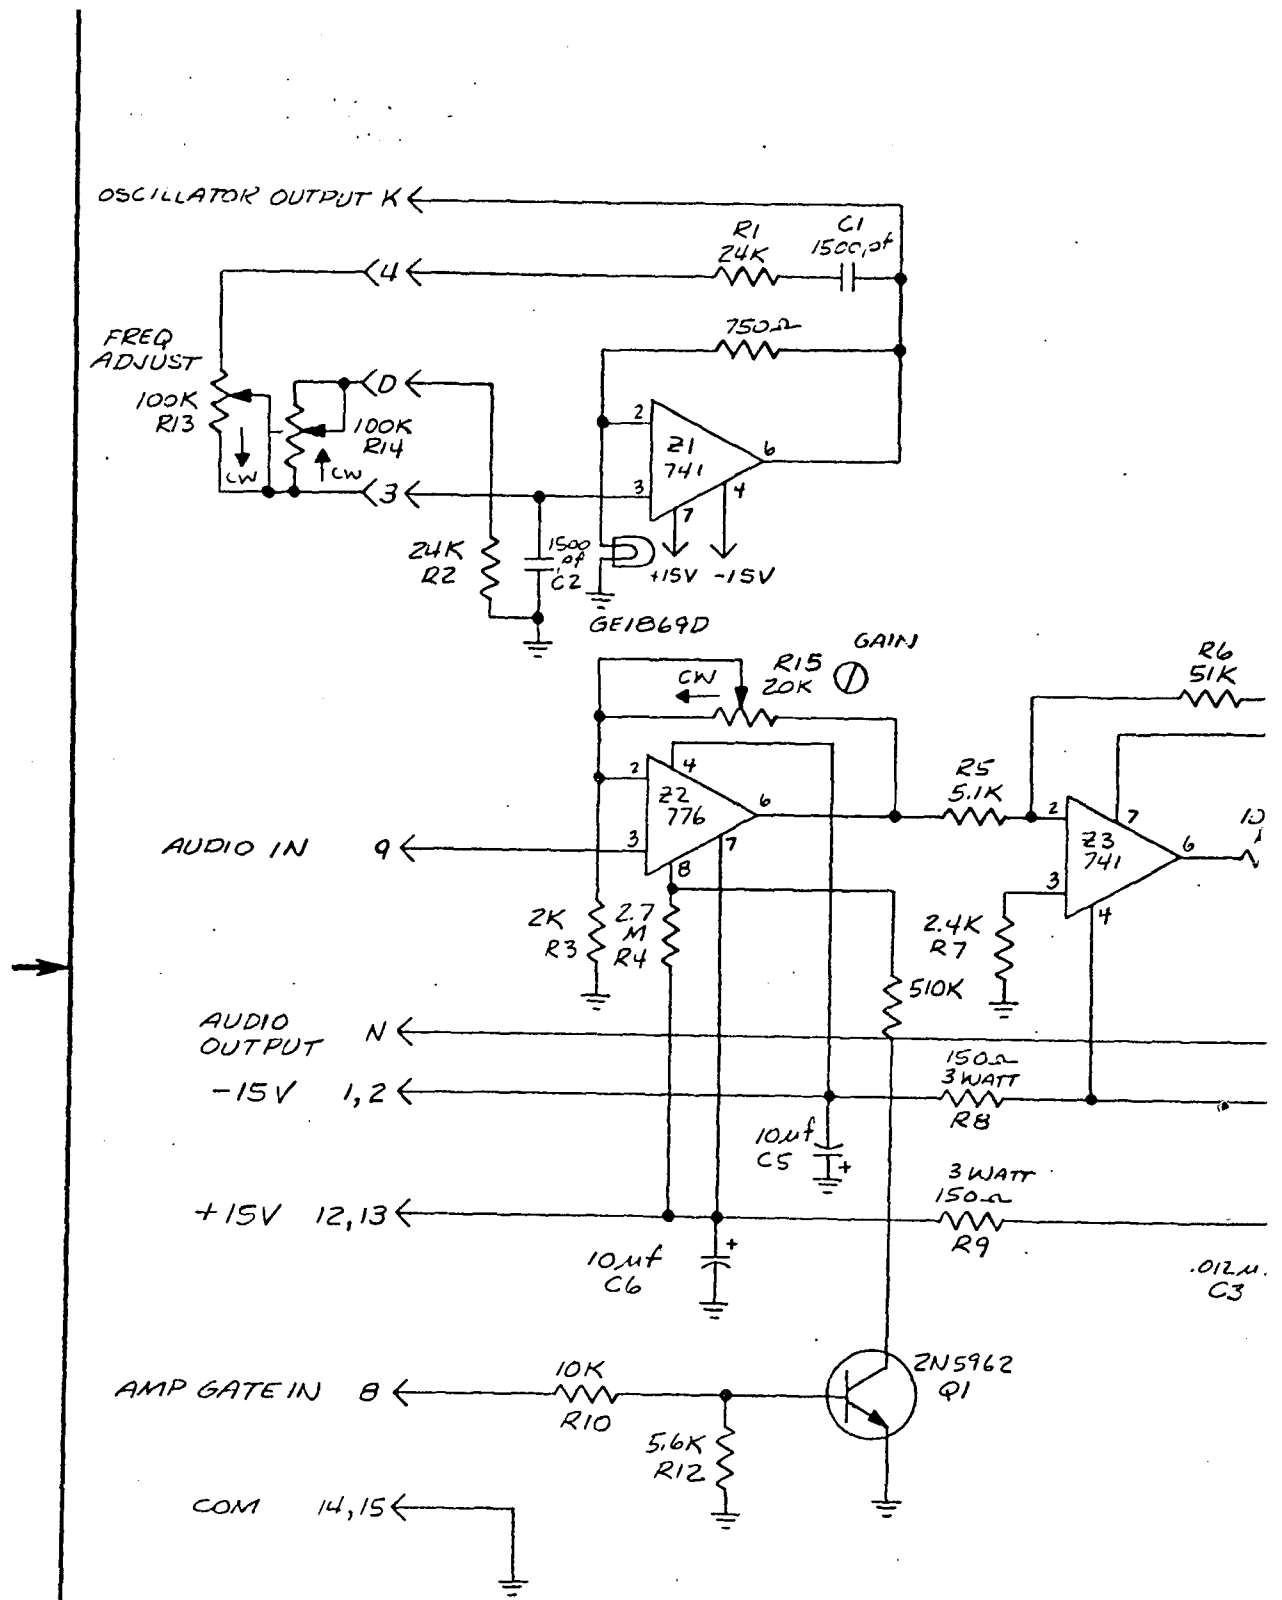 OSCILLATOR OUTPUT K
R1
24K
C1
1500pf
4
750Ω
FREQ
ADJUST
D
100K
R13
100K
R14
CW
CW
3
2
3
Z1
741
6
4
7
+15V -15V
24K
R2
1500
pf
C2
GE1869D
GAIN
R15
20K
CW
R6
51K
2
4
Z2
776
6
3
7
8
R5
5.1K
2
7
Z3
741
6
3
4
10
AUDIO IN 9
2K
R3
2.7
M
R4
2.4K
R7
510K
AUDIO
OUTPUT N
-15V 1,2
150Ω
3 WATT
R8
10µf
C5
+
+15V 12,13
3 WATT
150Ω
R9
10µf
C6
+
.012µ
C3
AMP GATE IN 8
10K
R10
2N5962
Q1
5.6K
R12
COM 14,15